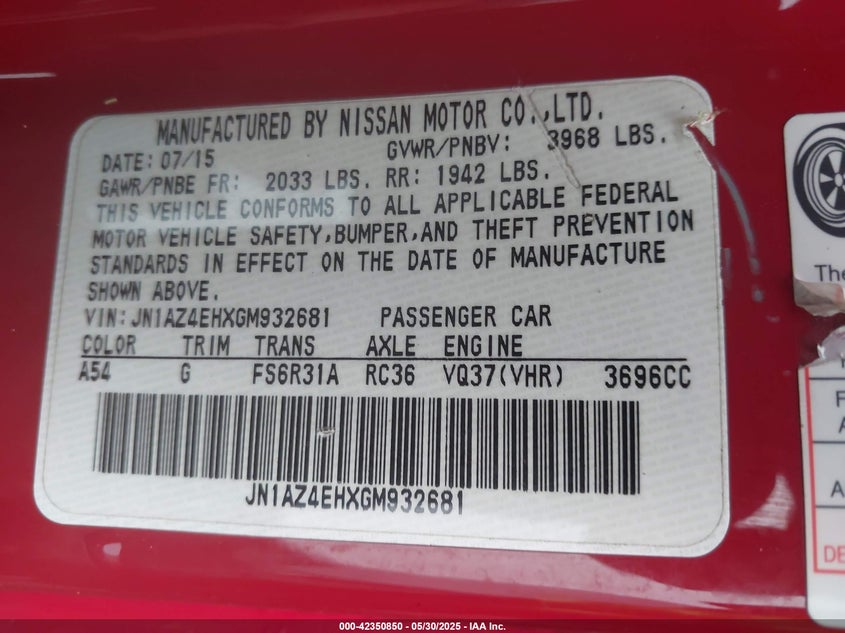 MANUFACTURED BY NISSAN MOTOR CO.,LTD.
DATE: 07/15 GVWR/PNBV: 3968 LBS.
GAWR/PNBE FR: 2033 LBS. RR: 1942 LBS.
THIS VEHICLE CONFORMS TO ALL APPLICABLE FEDERAL
MOTOR VEHICLE SAFETY,BUMPER,AND THEFT PREVENTION
STANDARDS IN EFFECT ON THE DATE OF MANUFACTURE
SHOWN ABOVE.
VIN: JN1AZ4EHXGM932681 PASSENGER CAR
COLOR TRIM TRANS AXLE ENGINE
A54 G FS6R31A RC36 VQ37(VHR) 3696CC
JN1AZ4EHXGM932681
The
F
A
A
DE
000-42350850 - 05/30/2025 - IAA Inc.